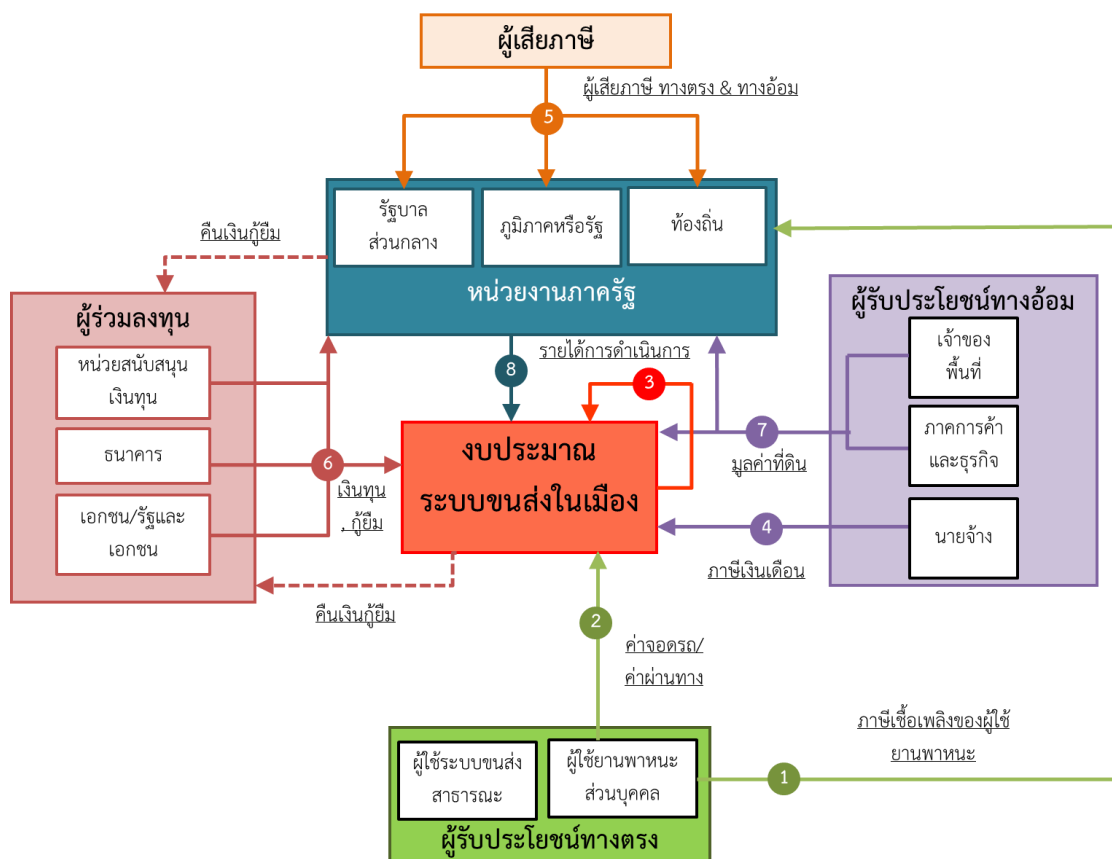 ผู้เสียภาษี
ผู้เสียภาษี ทางตรง & ทางอ้อม
5
รัฐบาล
ส่วนกลาง
ภูมิภาคหรือรัฐ
ท้องถิ่น
หน่วยงานภาครัฐ
คืนเงินกู้ยืม
ผู้ร่วมลงทุน
หน่วยสนับสนุน
เงินทุน
ธนาคาร
เอกชน/รัฐและ
เอกชน
6
เงินทุน
, กู้ยืม
คืนเงินกู้ยืม
8
รายได้การดำเนินการ
3
งบประมาณ
ระบบขนส่งในเมือง
ผู้รับประโยชน์ทางอ้อม
เจ้าของ
พื้นที่
ภาคการค้า
และธุรกิจ
นายจ้าง
7
มูลค่าที่ดิน
4
ภาษีเงินเดือน
2
ค่าจอดรถ/
ค่าผ่านทาง
ผู้ใช้ระบบขนส่ง
สาธารณะ
ผู้ใช้ยานพาหนะ
ส่วนบุคคล
ผู้รับประโยชน์ทางตรง
ภาษีเชื้อเพลิงของผู้ใช้
ยานพาหนะ
1